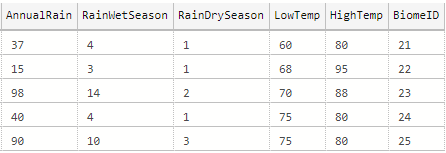 AnnualRain RainWetSeason RainDrySeason LowTemp HighTemp BiomeID
37 4 1 60 80 21
15 3 1 68 95 22
98 14 2 70 88 23
40 4 1 75 80 24
90 10 3 75 80 25